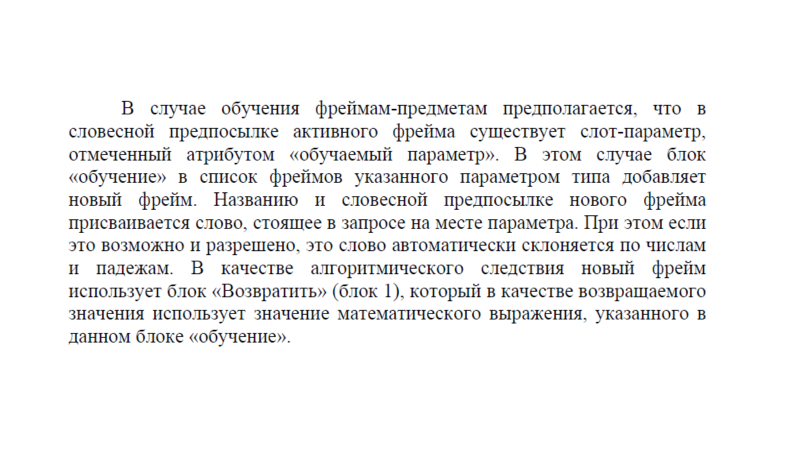 В случае обучения фреймам-предметам предполагается, что в
словесной предпосылке активного фрейма существует слот-параметр,
отмеченный атрибутом «обучаемый параметр». В этом случае блок
«обучение» в список фреймов указанного параметром типа добавляет
новый фрейм. Названию и словесной предпосылке нового фрейма
присваивается слово, стоящее в запросе на месте параметра. При этом если
это возможно и разрешено, это слово автоматически склоняется по числам
и падежам. В качестве алгоритмического следствия новый фрейм
использует блок «Возвратить» (блок 1), который в качестве возвращаемого
значения использует значение математического выражения, указанного в
данном блоке «обучение».